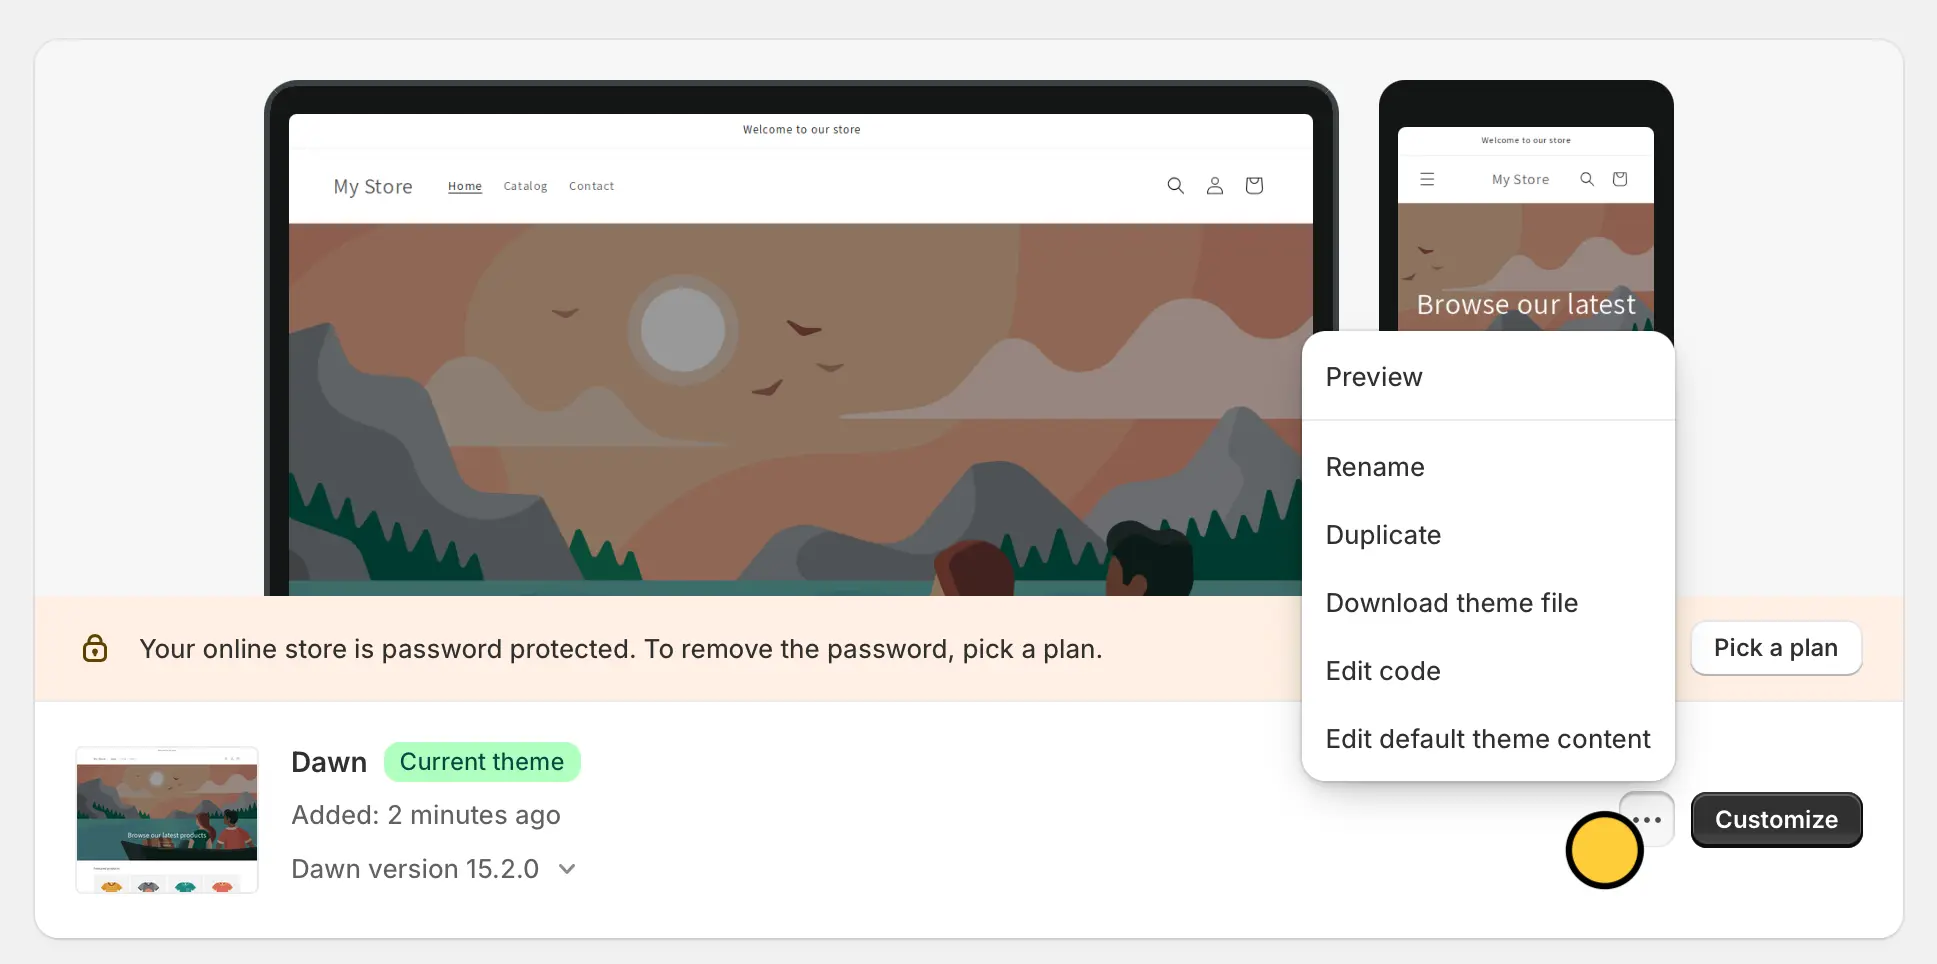 Welcome to our store
My Store Home Catalog Contact
Welcome to our store
My Store
Browse our latest
Preview
Rename
Duplicate
Download theme file
Edit code
Edit default theme content
Your online store is password protected. To remove the password, pick a plan.
Pick a plan
Dawn Current theme
Added: 2 minutes ago
Dawn version 15.2.0
Browse our latest products
Customize